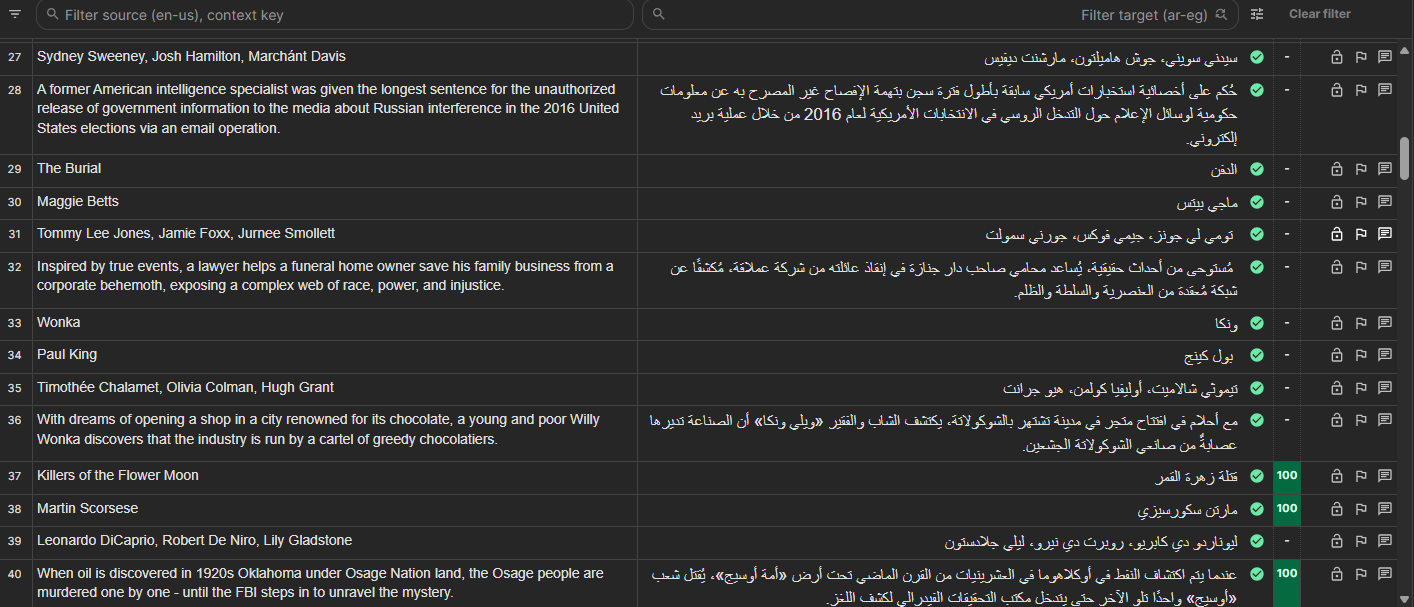 Filter source (en-us), context key
Filter target (ar-eg)
Clear filter
27
Sydney Sweeney, Josh Hamilton, Marchánt Davis
سيدني سويني، جوش هاميلتون، مارشنت ديڤيس
-
28
A former American intelligence specialist was given the longest sentence for the unauthorized
release of government information to the media about Russian interference in the 2016 United
States elections via an email operation.
حُكم على أخصائية استخبارات أمريكي سابقة بأطول فترة سجن بتهمة الإفصاح غير المصرح به عن معلومات
حكومية لوسائل الإعلام حول التدخل الروسي في الانتخابات الأمريكية لعام 2016 من خلال عملية بريد
إلكتروني.
-
29
The Burial
الدفن
-
30
Maggie Betts
ماجي بيتس
-
31
Tommy Lee Jones, Jamie Foxx, Jurnee Smollett
تومي لي جونز، جيمي فوكس، جورني سمولت
-
32
Inspired by true events, a lawyer helps a funeral home owner save his family business from a
corporate behemoth, exposing a complex web of race, power, and injustice.
مُستوحى من أحداث حقيقية، يُساعد محامي صاحب دار جنازة في إنقاذ عائلته من شركة عملاقة، مُكشفًا عن
شبكة مُعقدة من العنصرية والسلطة والظلم.
-
33
Wonka
ونكا
-
34
Paul King
بول كينج
-
35
Timothée Chalamet, Olivia Colman, Hugh Grant
تيموثي شالاميت، أوليفيا كولمن، هيو جرانت
-
36
With dreams of opening a shop in a city renowned for its chocolate, a young and poor Willy
Wonka discovers that the industry is run by a cartel of greedy chocolatiers.
مع أحلام في افتتاح متجر في مدينة تشتهر بالشوكولاتة، يكتشف الشاب والفقير «ويلي ونكا» أن الصناعة تديرها
عصابةٌ من صانعي الشوكولاتة الجشعين.
-
37
Killers of the Flower Moon
قتلة زهرة القمر
100
38
Martin Scorsese
مارتن سكورسيزي
100
39
Leonardo DiCaprio, Robert De Niro, Lily Gladstone
ليوناردو دي كابريو، روبرت دي نيرو، ليلي جلادستون
-
40
When oil is discovered in 1920s Oklahoma under Osage Nation land, the Osage people are
murdered one by one - until the FBI steps in to unravel the mystery.
عندما يتم اكتشاف النفط في أوكلاهوما في العشرينيات من القرن الماضي تحت أرض «أمة أوسيج»، يُقتل شعب
«أوسيج» واحدًا تلو الآخر حتى يتدخل مكتب التحقيقات الفيدرالي لكشف اللغز.
100